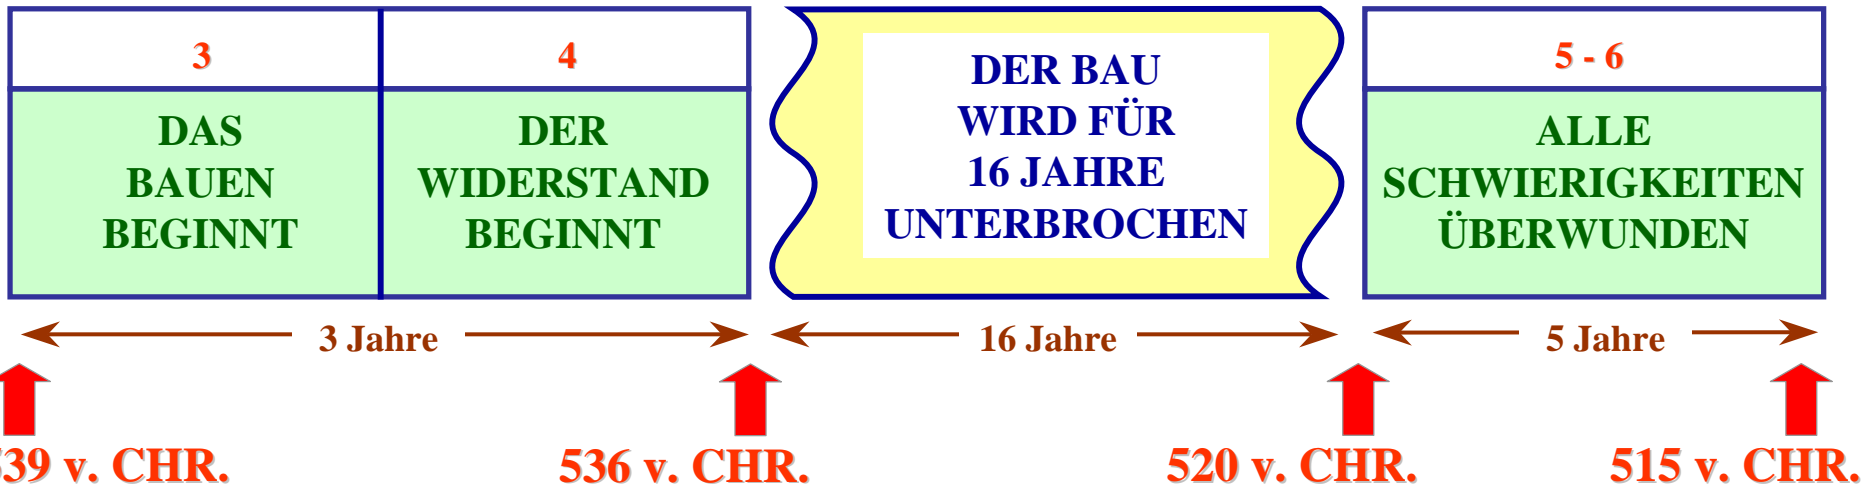 3
DAS
BAUEN
BEGINNT
4
DER
WIDERSTAND
BEGINNT
DER BAU
WIRD FÜR
16 JAHRE
UNTERBROCHEN
5 - 6
ALLE
SCHWIERIGKEITEN
ÜBERWUNDEN
3 Jahre
16 Jahre
5 Jahre
539 v. CHR.
536 v. CHR.
520 v. CHR.
515 v. CHR.